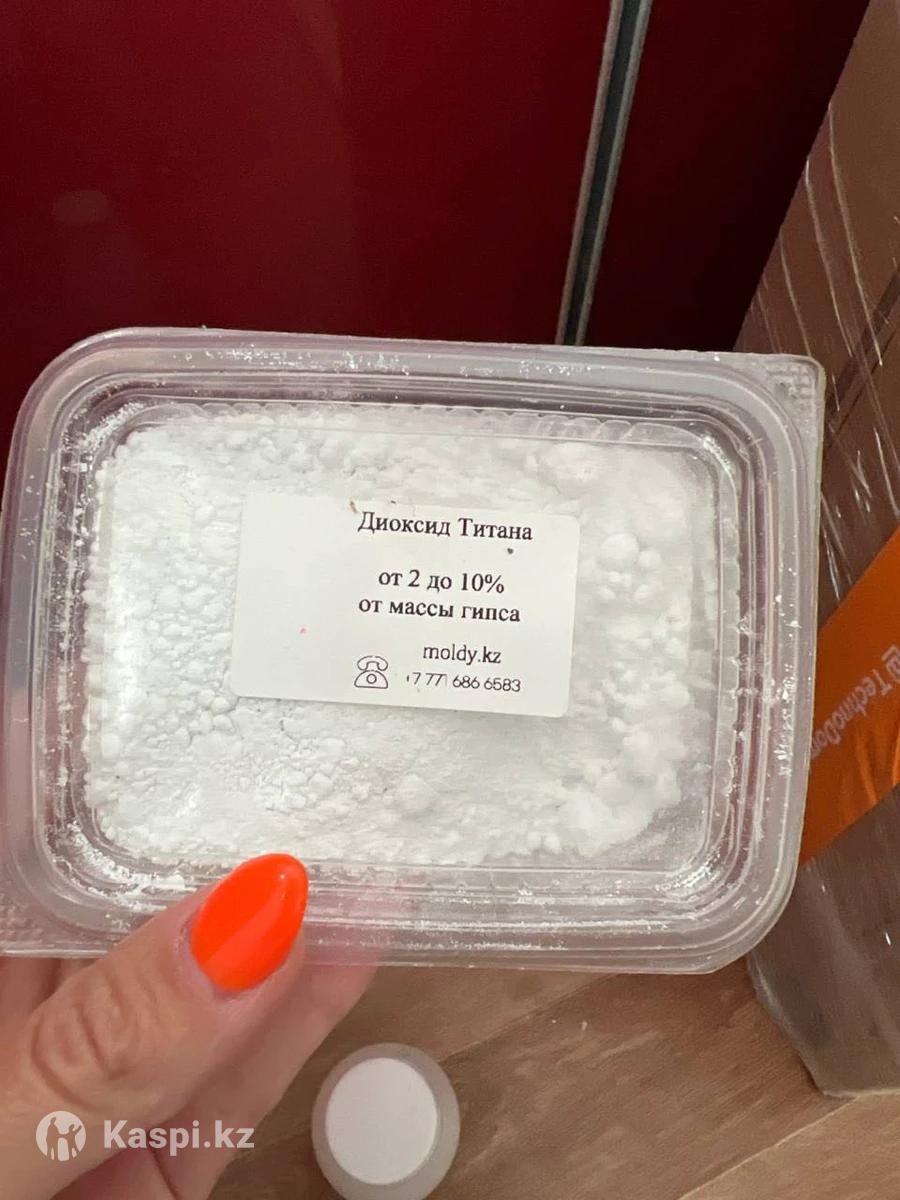 Диоксид Титана
от 2 до 10%
от массы гипса
moldy.kz
+7 771 686 6583
Kaspi.kz